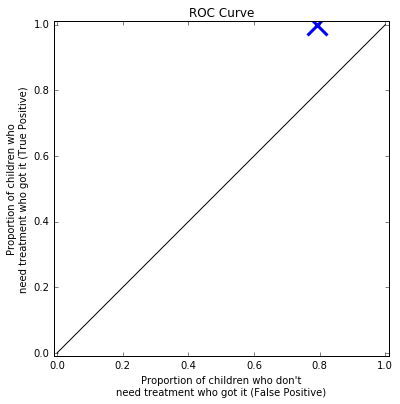 ROC Curve
1.0
0.8
0.6
0.4
0.2
0.0
Proportion of children who
need treatment who got it (True Positive)
0.0 0.2 0.4 0.6 0.8 1.0
Proportion of children who don't
need treatment who got it (False Positive)